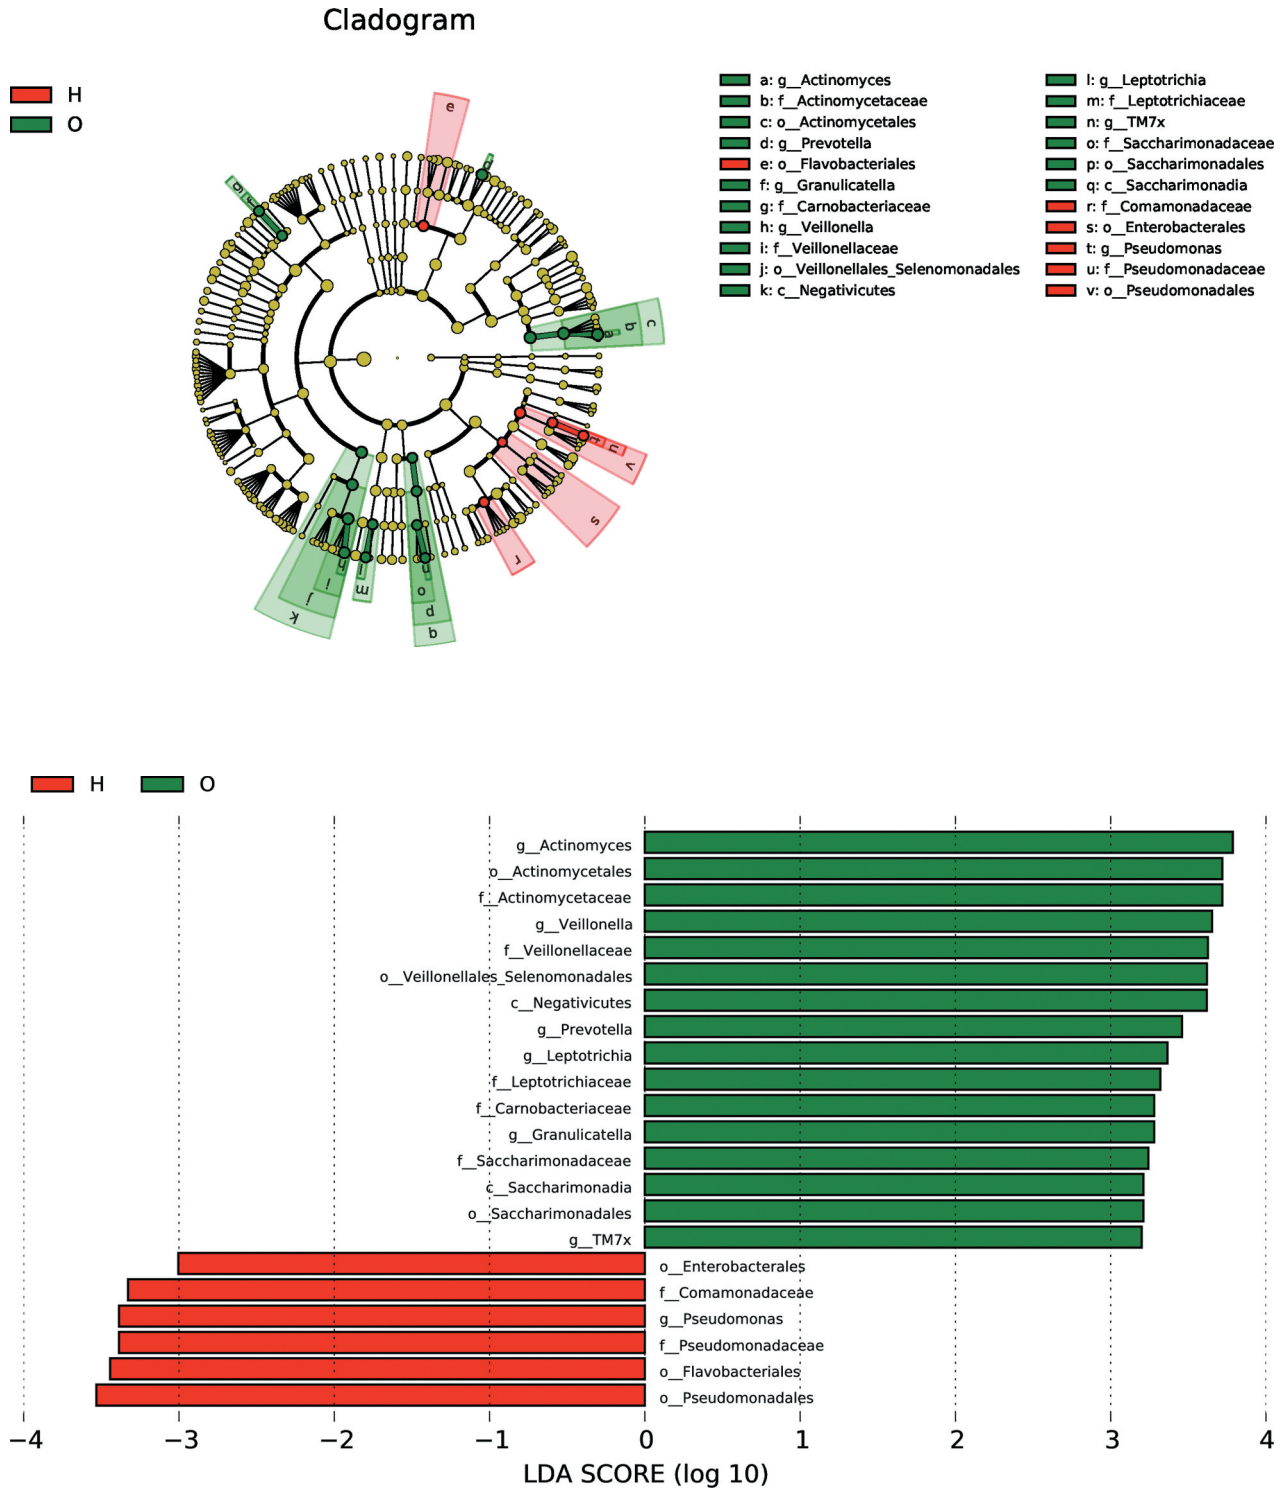 Cladogram
H
O
a: g__Actinomyces
b: f__Actinomycetaceae
c: o__Actinomycetales
d: g__Prevotella
e: o__Flavobacteriales
f: g__Granulicatella
g: f__Carnobacteriaceae
h: g__Veillonella
i: f__Veillonellaceae
j: o__Veillonellales_Selenomonadales
k: c__Negativicutes
l: g__Leptotrichia
m: f__Leptotrichiaceae
n: g__TM7x
o: f__Saccharimonadaceae
p: o__Saccharimonadales
q: c__Saccharimonadia
r: f__Comamonadaceae
s: o__Enterobacterales
t: g__Pseudomonas
u: f__Pseudomonadaceae
v: o__Pseudomonadales
e
d
g
f
a
b
c
t
u
v
s
r
n
o
p
q
l
m
h
i
j
k
H
O
g__Actinomyces
o__Actinomycetales
f__Actinomycetaceae
g__Veillonella
f__Veillonellaceae
o__Veillonellales_Selenomonadales
c__Negativicutes
g__Prevotella
g__Leptotrichia
f__Leptotrichiaceae
f__Carnobacteriaceae
g__Granulicatella
f__Saccharimonadaceae
c__Saccharimonadia
o__Saccharimonadales
g__TM7x
o__Enterobacterales
f__Comamonadaceae
g__Pseudomonas
f__Pseudomonadaceae
o__Flavobacteriales
o__Pseudomonadales
−4 −3 −2 −1 0 1 2 3 4
LDA SCORE (log 10)